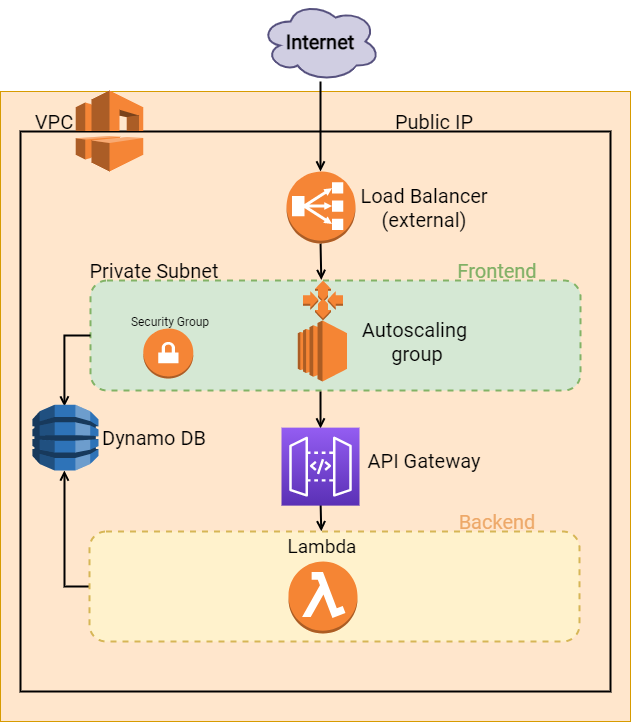 Internet
VPC
Public IP
Load Balancer
(external)
Private Subnet
Frontend
Security Group
Autoscaling
group
Dynamo DB
API Gateway
</>
Backend
Lambda
λ